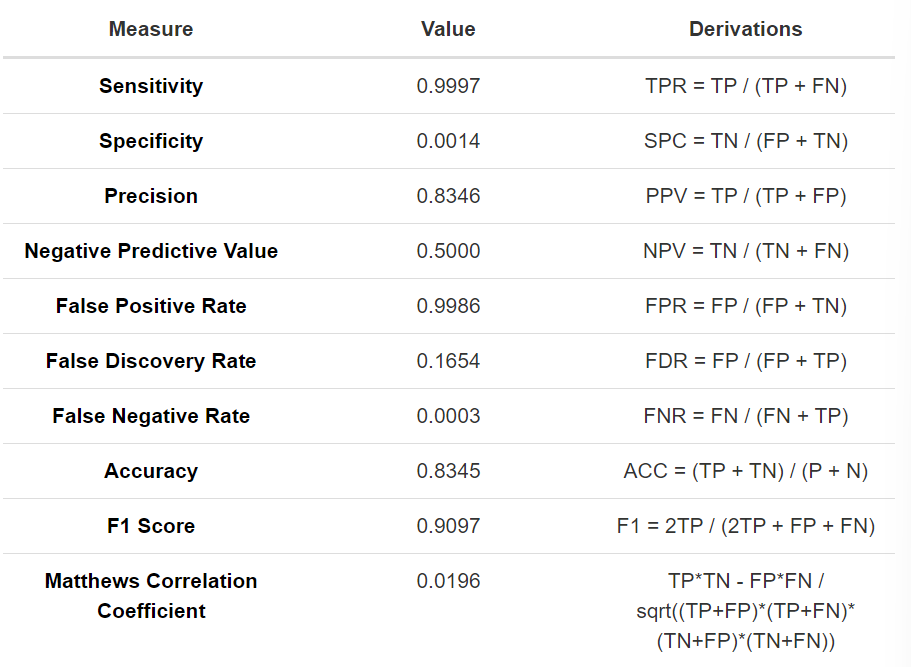 Measure Value Derivations
Sensitivity 0.9997 TPR = TP / (TP + FN)
Specificity 0.0014 SPC = TN / (FP + TN)
Precision 0.8346 PPV = TP / (TP + FP)
Negative Predictive Value 0.5000 NPV = TN / (TN + FN)
False Positive Rate 0.9986 FPR = FP / (FP + TN)
False Discovery Rate 0.1654 FDR = FP / (FP + TP)
False Negative Rate 0.0003 FNR = FN / (FN + TP)
Accuracy 0.8345 ACC = (TP + TN) / (P + N)
F1 Score 0.9097 F1 = 2TP / (2TP + FP + FN)
Matthews Correlation 0.0196 TP*TN - FP*FN /
Coefficient sqrt((TP+FP)*(TP+FN)*
(TN+FP)*(TN+FN))